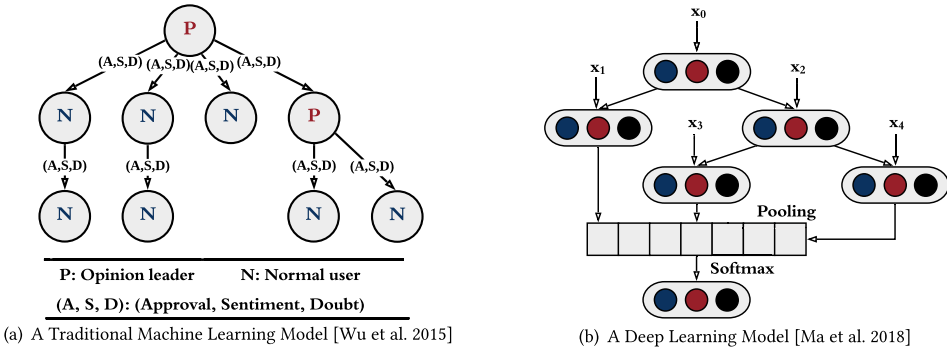 P
(A,S,D) (A,S,D) (A,S,D) (A,S,D)
N N N P
(A,S,D) (A,S,D) (A,S,D) (A,S,D)
N N N N
P: Opinion leader N: Normal user
(A, S, D): (Approval, Sentiment, Doubt)
(a) A Traditional Machine Learning Model [Wu et al. 2015]
x0
x1 x2
x3 x4
Pooling
Softmax
(b) A Deep Learning Model [Ma et al. 2018]